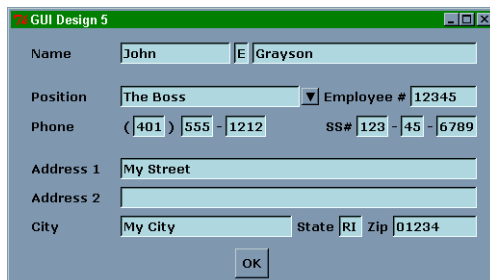 GUI Design 5
Name John E Grayson
Position The Boss Employee # 12345
Phone ( 401 ) 555 - 1212 SS# 123 - 45 - 6789
Address 1 My Street
Address 2
City My City State RI Zip 01234
OK